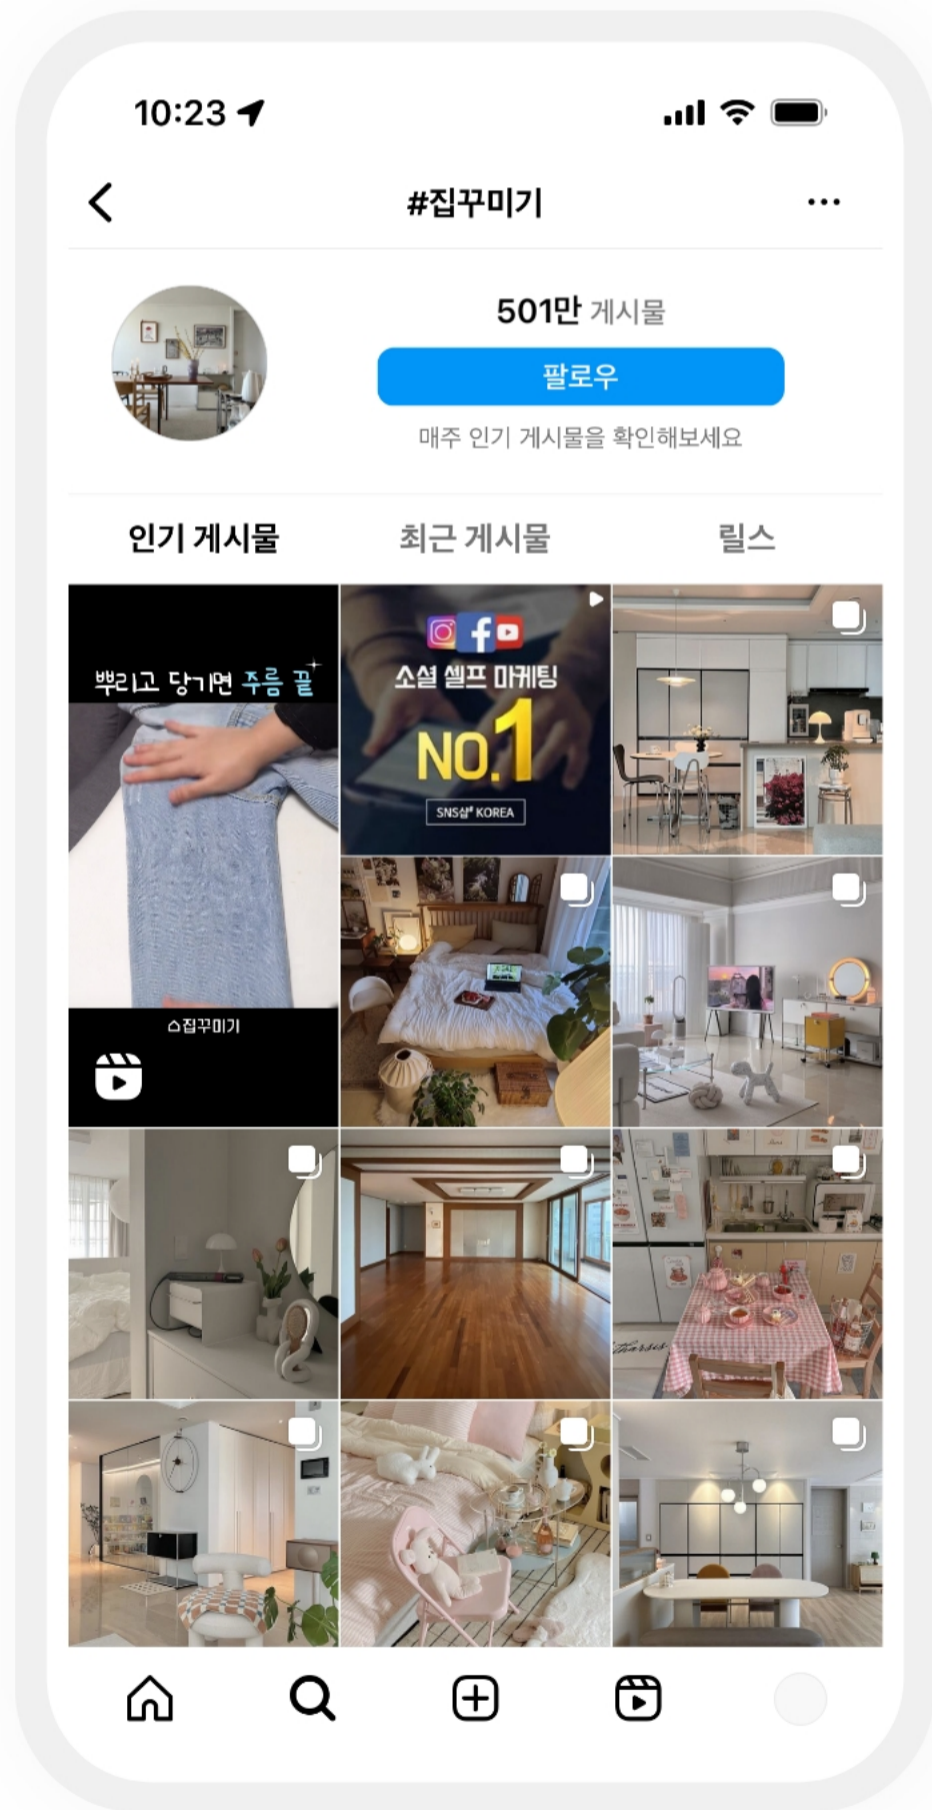 10:23
#집꾸미기
501만 게시물
팔로우
매주 인기 게시물을 확인해보세요
인기 게시물
최근 게시물
릴스
뿌리고 당기면 주름 끝
집꾸미기
소셜 셀프 마케팅
NO.1
SNS샵# KOREA